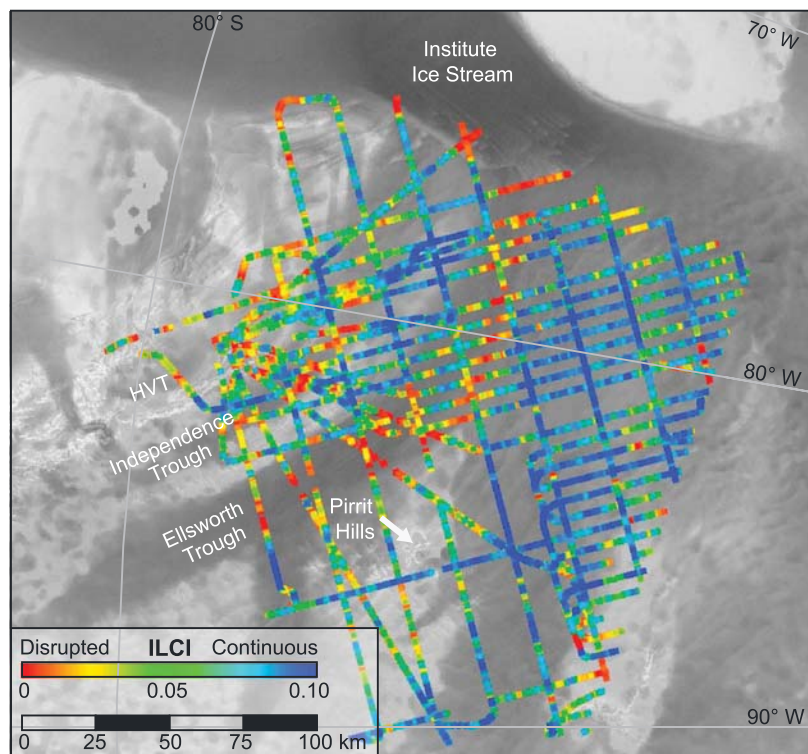 80° S
70° W
Institute
Ice Stream
80° W
HVT
Independence
Trough
Ellsworth
Trough
Pirrit
Hills
Disrupted ILCI Continuous
0 0.05 0.10
0 25 50 75 100 km
90° W